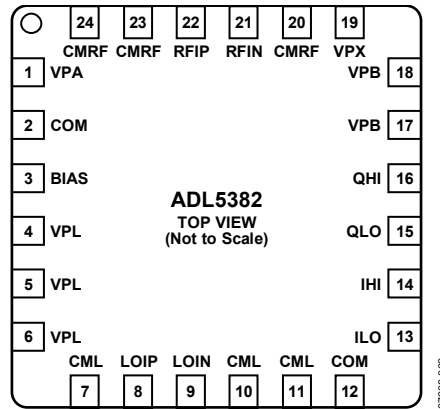 24 23 22 21 20 19
CMRF CMRF RFIP RFIN CMRF VPX
1 VPA
VPB 18
2 COM
VPB 17
3 BIAS
QHI 16
ADL5382
TOP VIEW
(Not to Scale)
4 VPL
QLO 15
5 VPL
IHI 14
6 VPL
ILO 13
CML LOIP LOIN CML CML COM
7 8 9 10 11 12